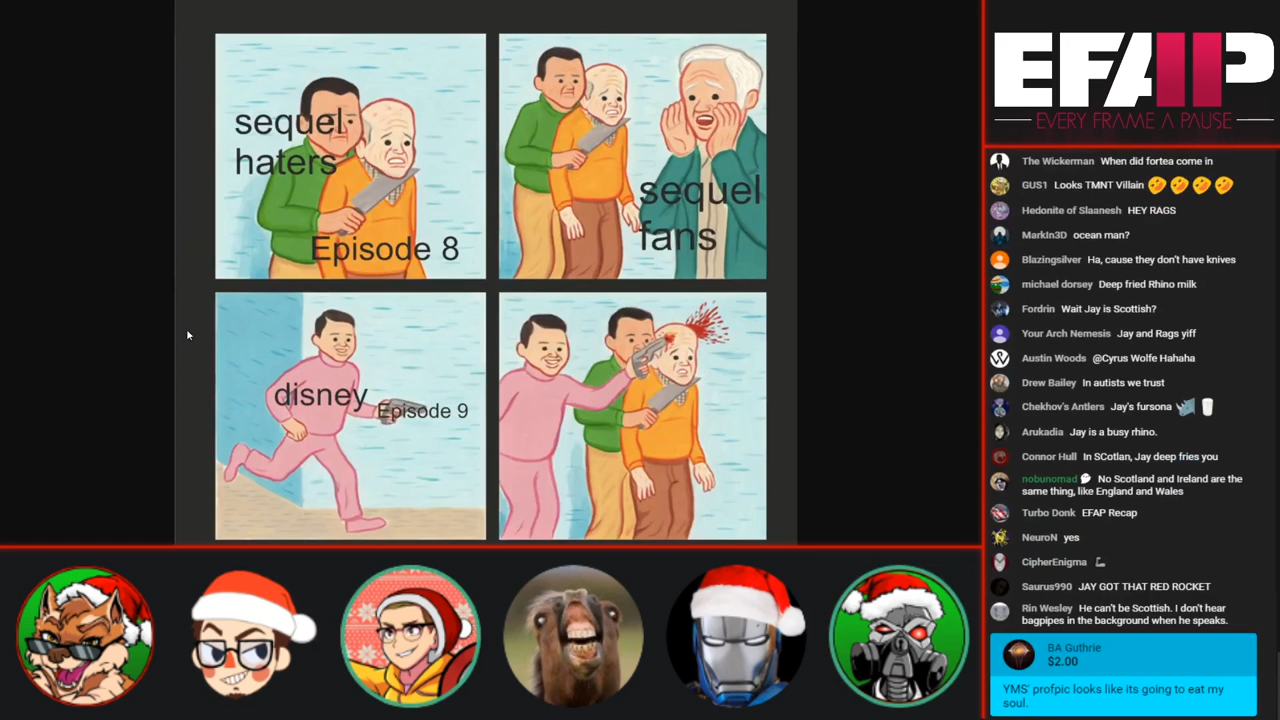 sequel
haters
Episode 8
sequel
fans
disney
Episode 9
EFAP
EVERY FRAME A PAUSE
The Wickerman When did fortea come in
GUS1 Looks TMNT Villain
Hedonite of Slaanesh HEY RAGS
MarkIn3D ocean man?
Blazingsilver Ha, cause they don't have knives
michael dorsey Deep fried Rhino milk
Fordrin Wait Jay is Scottish?
Your Arch Nemesis Jay and Rags yiff
Austin Woods @Cyrus Wolfe Hahaha
Drew Bailey In autists we trust
Chekhov's Antlers Jay's fursona
Arukadia Jay is a busy rhino.
Connor Hull In SCotlan, Jay deep fries you
nobunomad No Scotland and Ireland are the
same thing, like England and Wales
Turbo Donk EFAP Recap
NeuroN yes
CipherEnigma
Saurus990 JAY GOT THAT RED ROCKET
Rin Wesley He can't be Scottish. I don't hear
bagpipes in the background when he speaks.
BA Guthrie
$2.00
YMS' profpic looks like its going to eat my
soul.